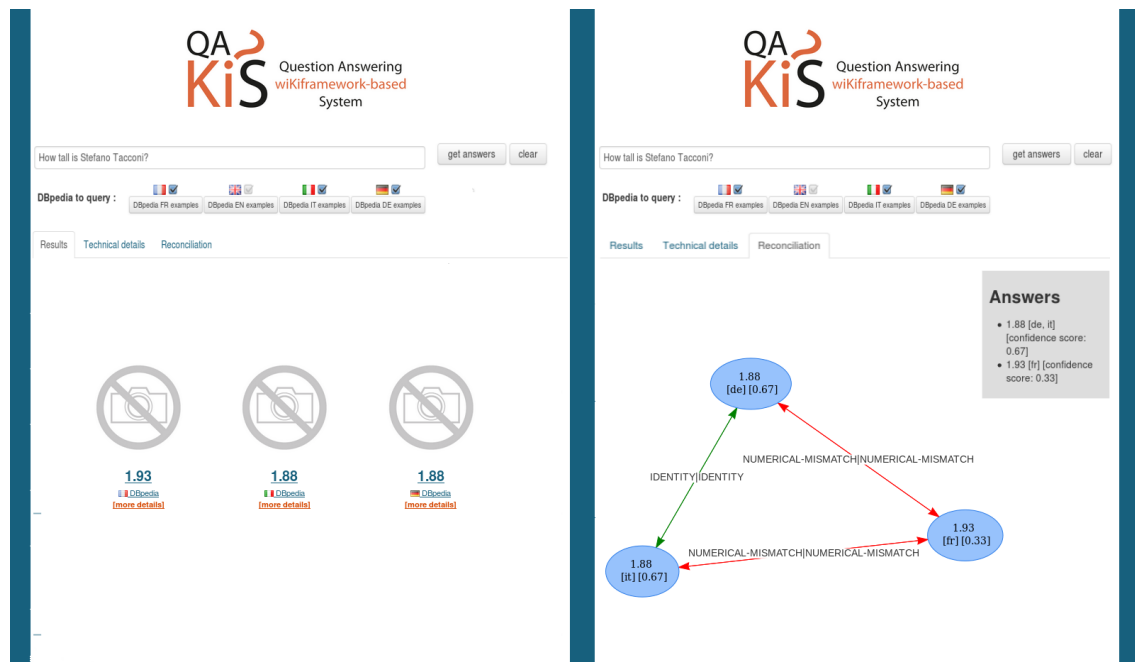 QA
KiS
Question Answering
wiKiframework-based
System
How tall is Stefano Tacconi?
get answers
clear
DBpedia to query :
DBpedia FR examples
DBpedia EN examples
DBpedia IT examples
DBpedia DE examples
Results
Technical details
Reconciliation
1.93
DBpedia
[more details]
1.88
DBpedia
[more details]
1.88
DBpedia
[more details]
QA
KiS
Question Answering
wiKiframework-based
System
How tall is Stefano Tacconi?
get answers
clear
DBpedia to query :
DBpedia FR examples
DBpedia EN examples
DBpedia IT examples
DBpedia DE examples
Results
Technical details
Reconciliation
Answers
• 1.88 [de, it]
[confidence score:
0.67]
• 1.93 [fr] [confidence
score: 0.33]
1.88
[de] [0.67]
NUMERICAL-MISMATCH|NUMERICAL-MISMATCH
IDENTITY|IDENTITY
1.93
[fr] [0.33]
NUMERICAL-MISMATCH|NUMERICAL-MISMATCH
1.88
[it] [0.67]